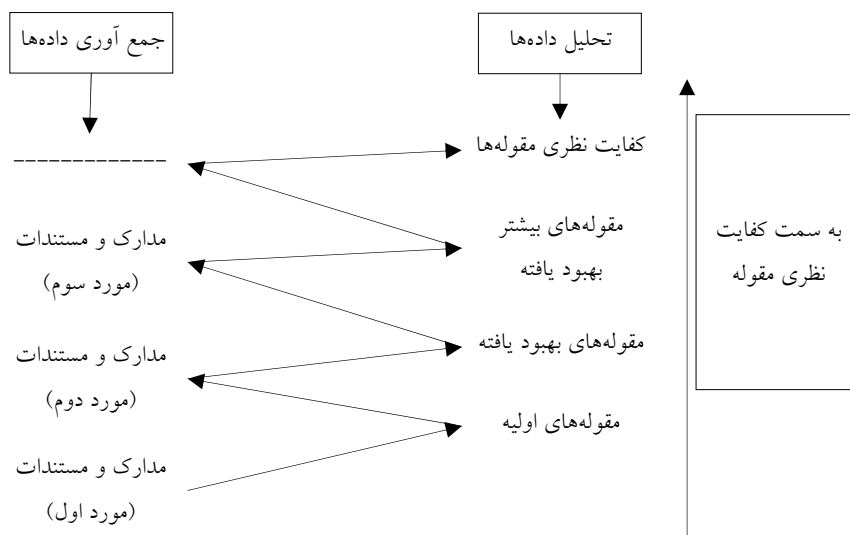 جمع آوری داده‌ها
تحلیل داده‌ها
--------------
کفایت نظری مقوله‌ها
مدارک و مستندات
(مورد سوم)
مقوله‌های بیشتر
بهبود یافته
به سمت کفایت
نظری مقوله
مدارک و مستندات
(مورد دوم)
مقوله‌های بهبود یافته
مقوله‌های اولیه
مدارک و مستندات
(مورد اول)